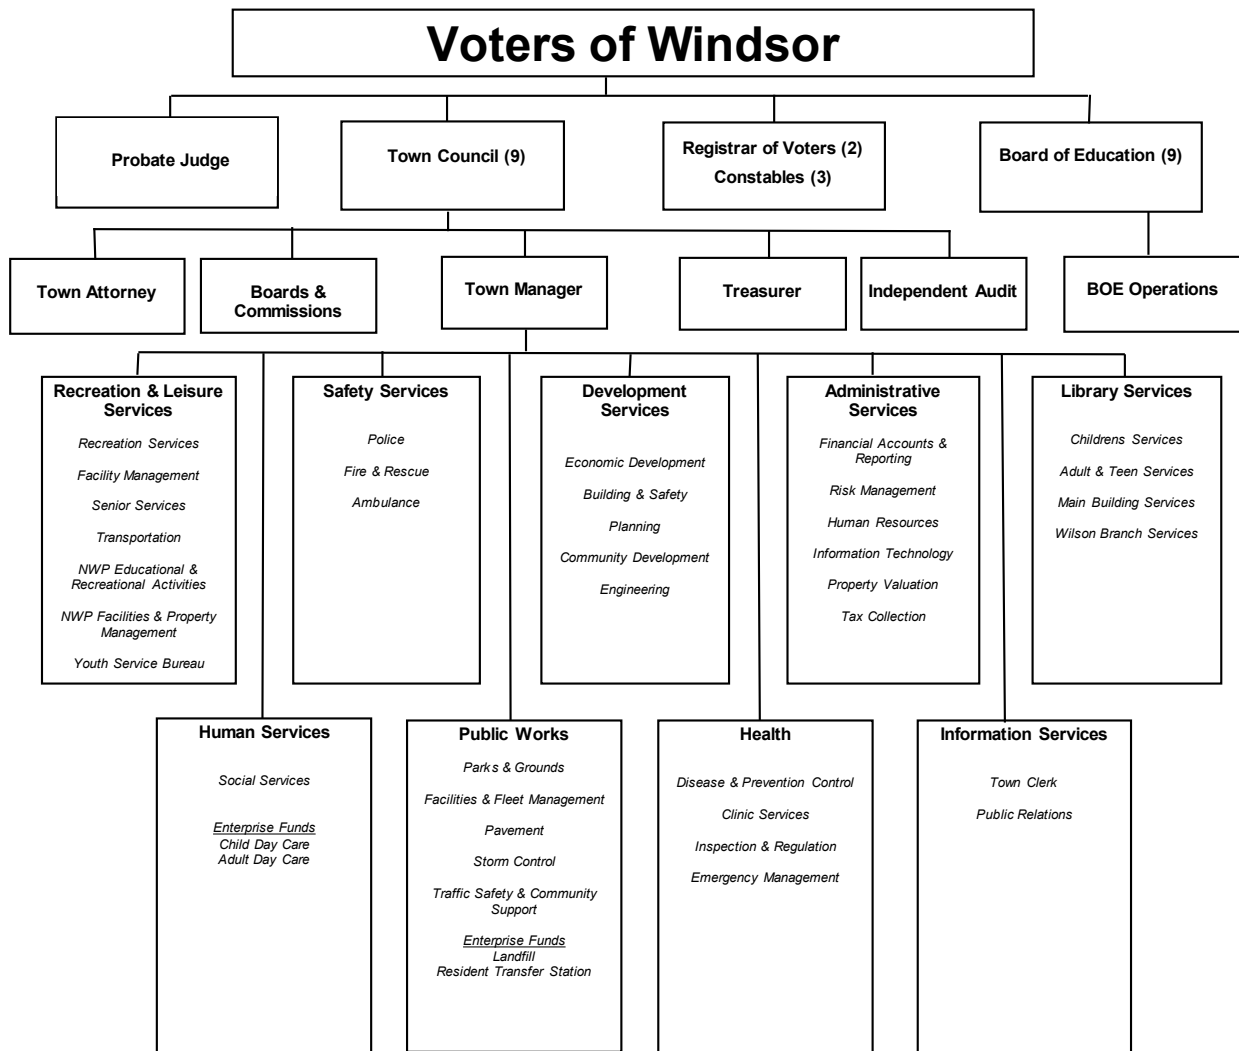 Voters of Windsor
Probate Judge
Town Council (9)
Registrar of Voters (2)
Constables (3)
Board of Education (9)
Town Attorney
Boards &
Commissions
Town Manager
Treasurer
Independent Audit
BOE Operations
Recreation & Leisure
Services
Recreation Services
Facility Management
Senior Services
Transportation
NWP Educational &
Recreational Activities
NWP Facilities & Property
Management
Youth Service Bureau
Safety Services
Police
Fire & Rescue
Ambulance
Development
Services
Economic Development
Building & Safety
Planning
Community Development
Engineering
Administrative
Services
Financial Accounts &
Reporting
Risk Management
Human Resources
Information Technology
Property Valuation
Tax Collection
Library Services
Childrens Services
Adult & Teen Services
Main Building Services
Wilson Branch Services
Human Services
Social Services
Enterprise Funds
Child Day Care
Adult Day Care
Public Works
Parks & Grounds
Facilities & Fleet Management
Pavement
Storm Control
Traffic Safety & Community
Support
Enterprise Funds
Landfill
Resident Transfer Station
Health
Disease & Prevention Control
Clinic Services
Inspection & Regulation
Emergency Management
Information Services
Town Clerk
Public Relations